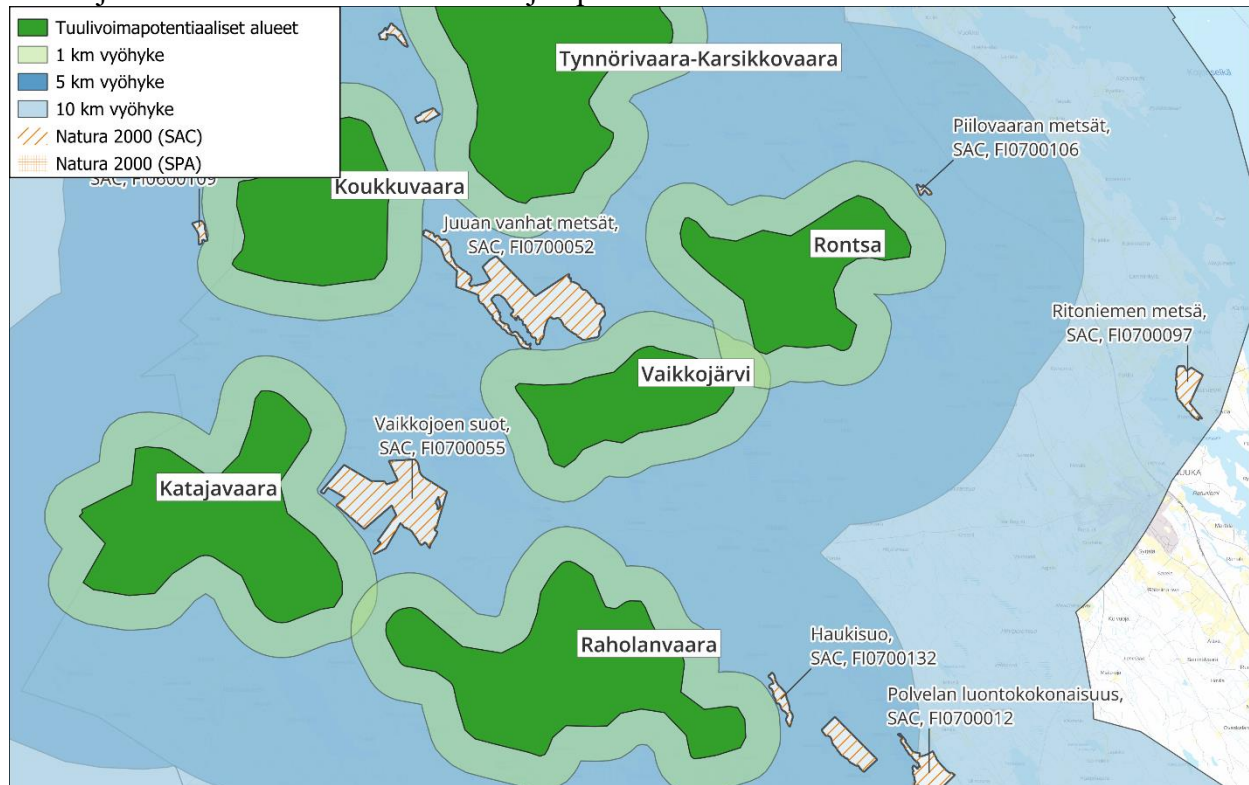 Tuulivoimapotentiaaliset alueet
1 km vyöhyke
5 km vyöhyke
10 km vyöhyke
Natura 2000 (SAC)
Natura 2000 (SPA)
Tynnörivaara-Karsikkovaara
Piilovaaran metsät,
SAC, FI0700106
SAC, FI0600109
Koukkuvaara
Juuan vanhat metsät,
SAC, FI0700052
Rontsa
Ritoniemen metsä,
SAC, FI0700097
Vaikkojärvi
Vaikkojoen suot,
SAC, FI0700055
Katajavaara
Raholanvaara
Haukisuo,
SAC, FI0700132
Polvelan luontokokonaisuus,
SAC, FI0700012